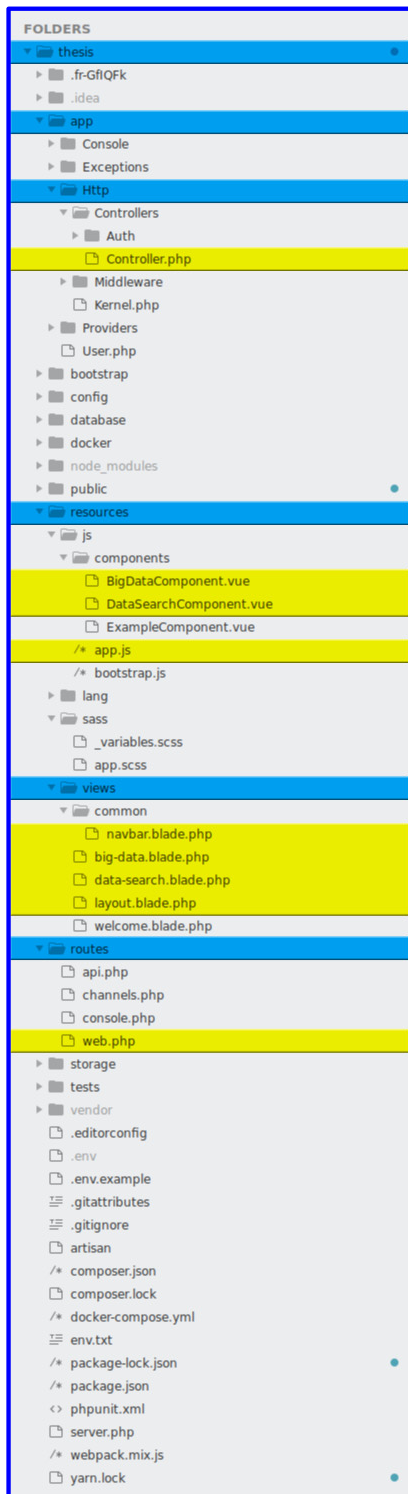 FOLDERS
thesis
.fr-GfIQFk
.idea
app
Console
Exceptions
Http
Controllers
Auth
Controller.php
Middleware
Kernel.php
Providers
User.php
bootstrap
config
database
docker
node_modules
public
resources
js
components
BigDataComponent.vue
DataSearchComponent.vue
ExampleComponent.vue
/* app.js
/* bootstrap.js
lang
sass
_variables.scss
app.scss
views
common
navbar.blade.php
big-data.blade.php
data-search.blade.php
layout.blade.php
welcome.blade.php
routes
api.php
channels.php
console.php
web.php
storage
tests
vendor
.editorconfig
.env
.env.example
.gitattributes
.gitignore
artisan
/* composer.json
composer.lock
/* docker-compose.yml
env.txt
/* package-lock.json
/* package.json
<> phpunit.xml
server.php
/* webpack.mix.js
yarn.lock